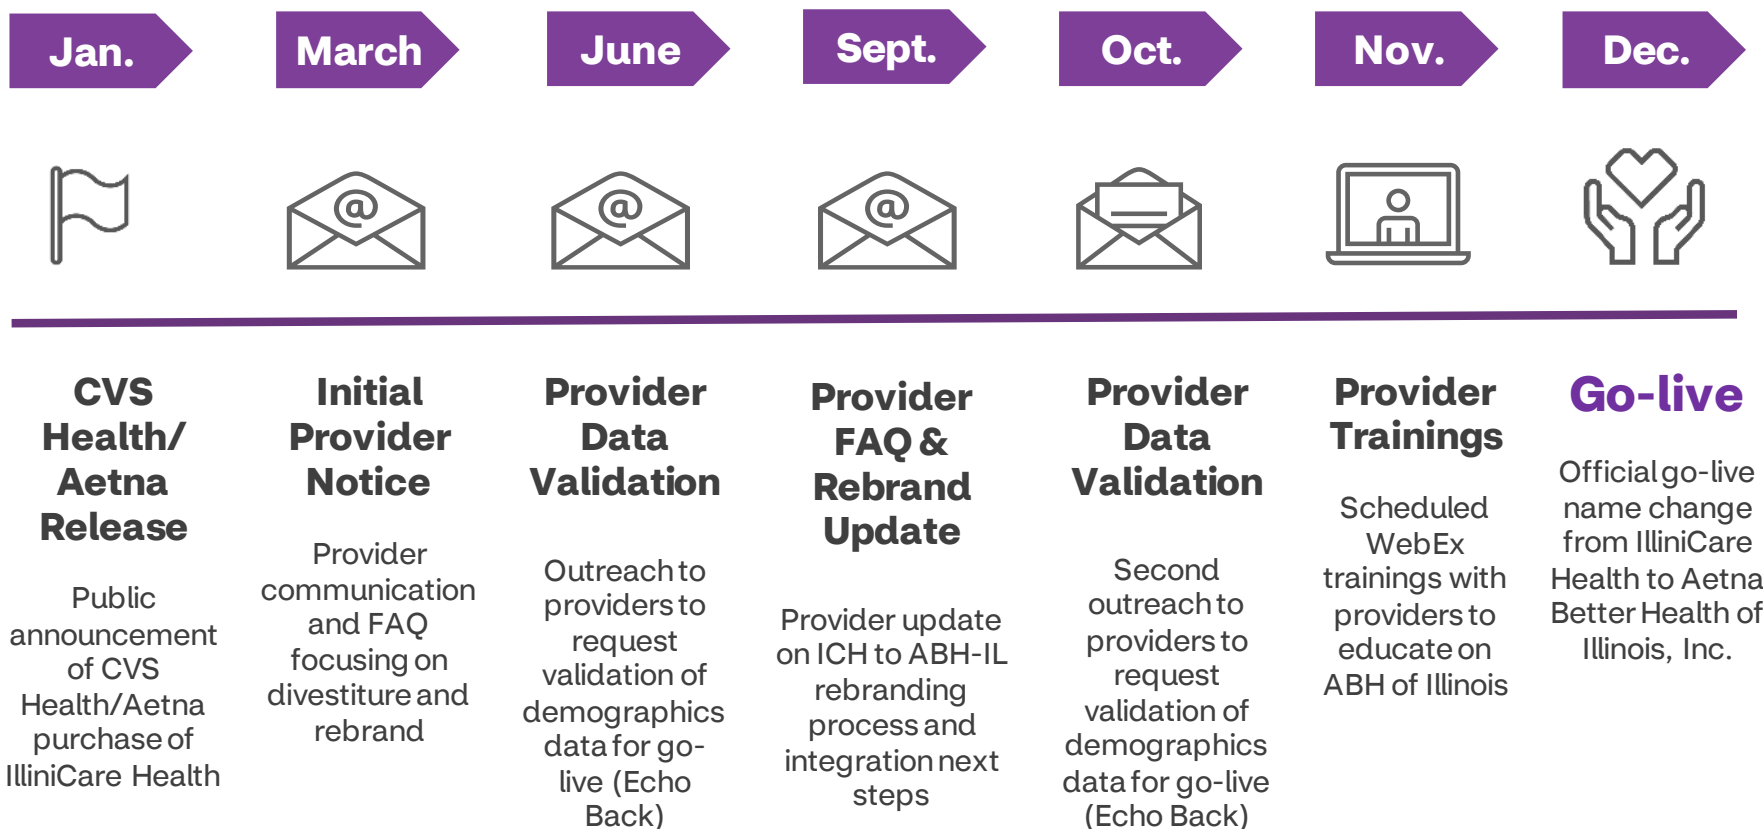 Jan.
March
June
Sept.
Oct.
Nov.
Dec.
@
@
@
CVS
Health/
Aetna
Release
Public
announcement
of CVS
Health/Aetna
purchase of
IlliniCare Health
Initial
Provider
Notice
Provider
communication
and FAQ
focusing on
divestiture and
rebrand
Provider
Data
Validation
Outreach to
providers to
request
validation of
demographics
data for go-
live (Echo
Back)
Provider
FAQ &
Rebrand
Update
Provider update
on ICH to ABH-IL
rebranding
process and
integration next
steps
Provider
Data
Validation
Second
outreach to
providers to
request
validation of
demographics
data for go-live
(Echo Back)
Provider
Trainings
Scheduled
WebEx
trainings with
providers to
educate on
ABH of Illinois
Go-live
Official go-live
name change
from IlliniCare
Health to Aetna
Better Health of
Illinois, Inc.